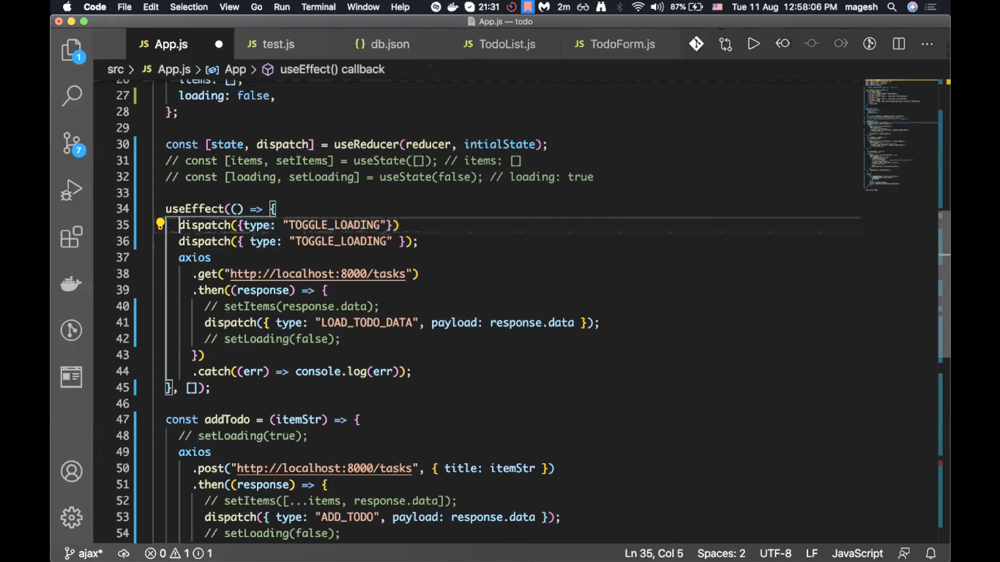 Code File Edit Selection View Go Run Terminal Window Help 21:31 2m 87% Tue 11 Aug 12:58:06 PM magesh
App.js — todo
JS App.js JS test.js {} db.json JS TodoList.js JS TodoForm.js
src > JS App.js > App > useEffect() callback
1
7
26 items: [],
27 loading: false,
28 };
29
30 const [state, dispatch] = useReducer(reducer, intialState);
31 // const [items, setItems] = useState([]); // items: []
32 // const [loading, setLoading] = useState(false); // loading: true
33
34 useEffect(() => {
35 dispatch({type: "TOGGLE_LOADING"})
36 dispatch({ type: "TOGGLE_LOADING" });
37 axios
38 .get("http://localhost:8000/tasks")
39 .then((response) => {
40 // setItems(response.data);
41 dispatch({ type: "LOAD_TODO_DATA", payload: response.data });
42 // setLoading(false);
43 })
44 .catch((err) => console.log(err));
45 }, []);
46
47 const addTodo = (itemStr) => {
48 // setLoading(true);
49 axios
50 .post("http://localhost:8000/tasks", { title: itemStr })
51 .then((response) => {
52 // setItems([...items, response.data]);
53 dispatch({ type: "ADD_TODO", payload: response.data });
54 // setLoading(false);
ajax* 0 1 1 Ln 35, Col 5 Spaces: 2 UTF-8 LF JavaScript